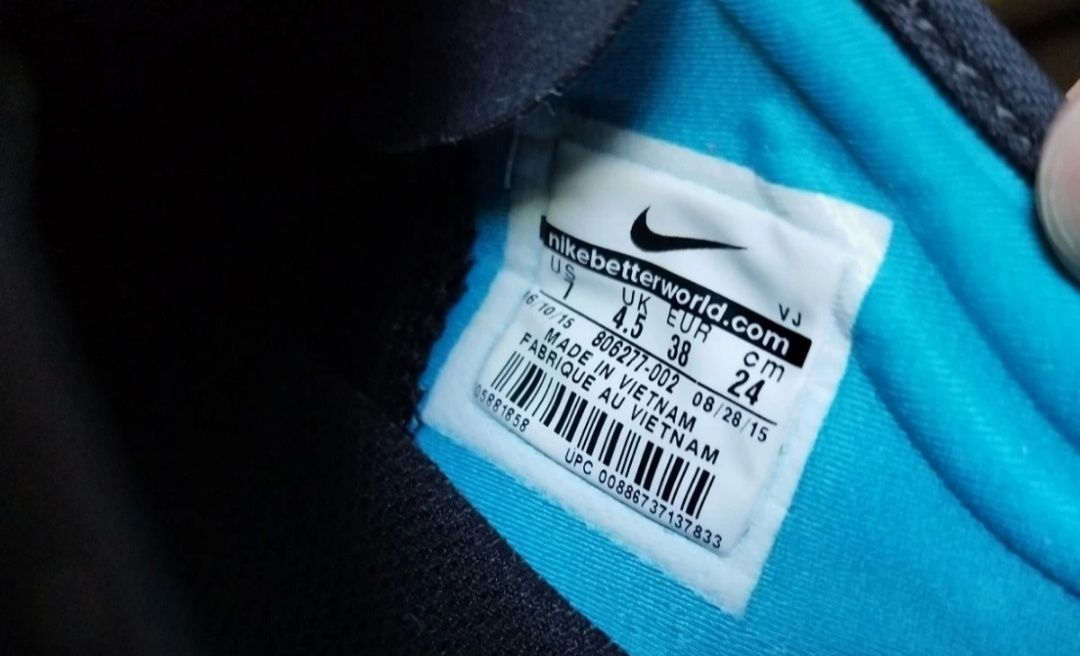 nikebetterworld.com
VJ
US UK EUR cm
7 4.5 38 24
16/10/15 806277-002 08/28/15
MADE IN VIETNAM
FABRIQUE AU VIETNAM
05881858
UPC 00886737137833